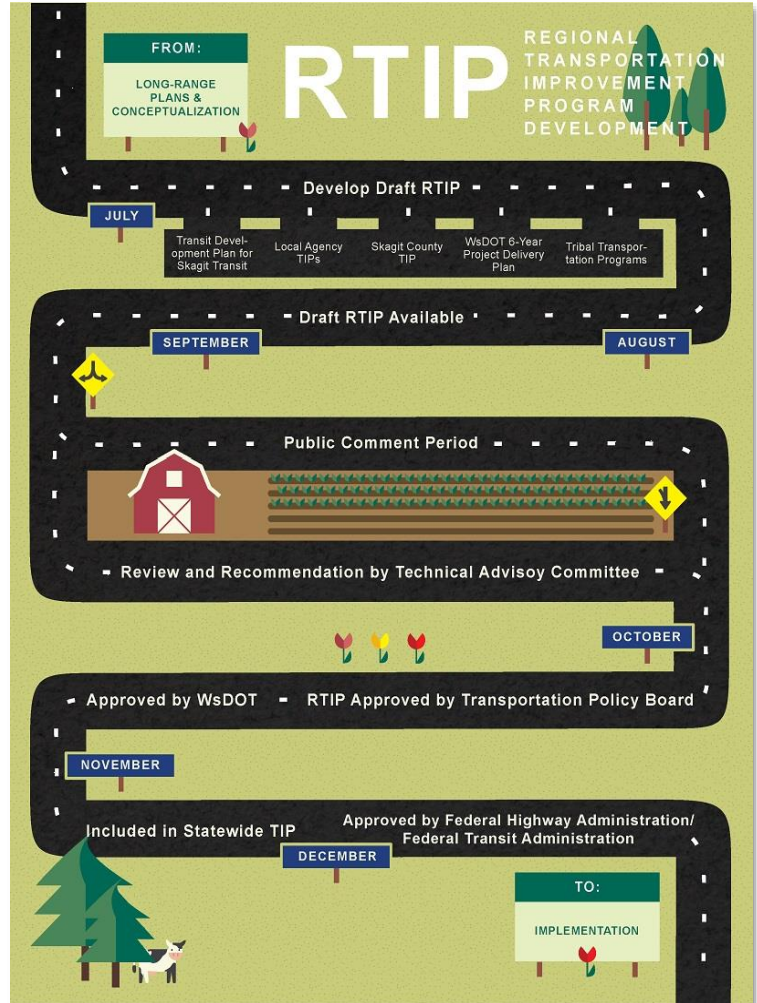 FROM:
LONG-RANGE
PLANS &
CONCEPTUALIZATION
RTIP
REGIONAL
TRANSPORTATION
IMPROVEMENT
PROGRAM
DEVELOPMENT
Develop Draft RTIP
JULY
Transit Devel-
opment Plan for
Skagit Transit
Local Agency
TIPs
Skagit County
TIP
WsDOT 6-Year
Project Delivery
Plan
Tribal Transpor-
tation Programs
Draft RTIP Available
SEPTEMBER
AUGUST
Public Comment Period
Review and Recommendation by Technical Advisoy Committee
OCTOBER
Approved by WsDOT
RTIP Approved by Transportation Policy Board
NOVEMBER
Included in Statewide TIP
Approved by Federal Highway Administration/
Federal Transit Administration
DECEMBER
TO:
IMPLEMENTATION